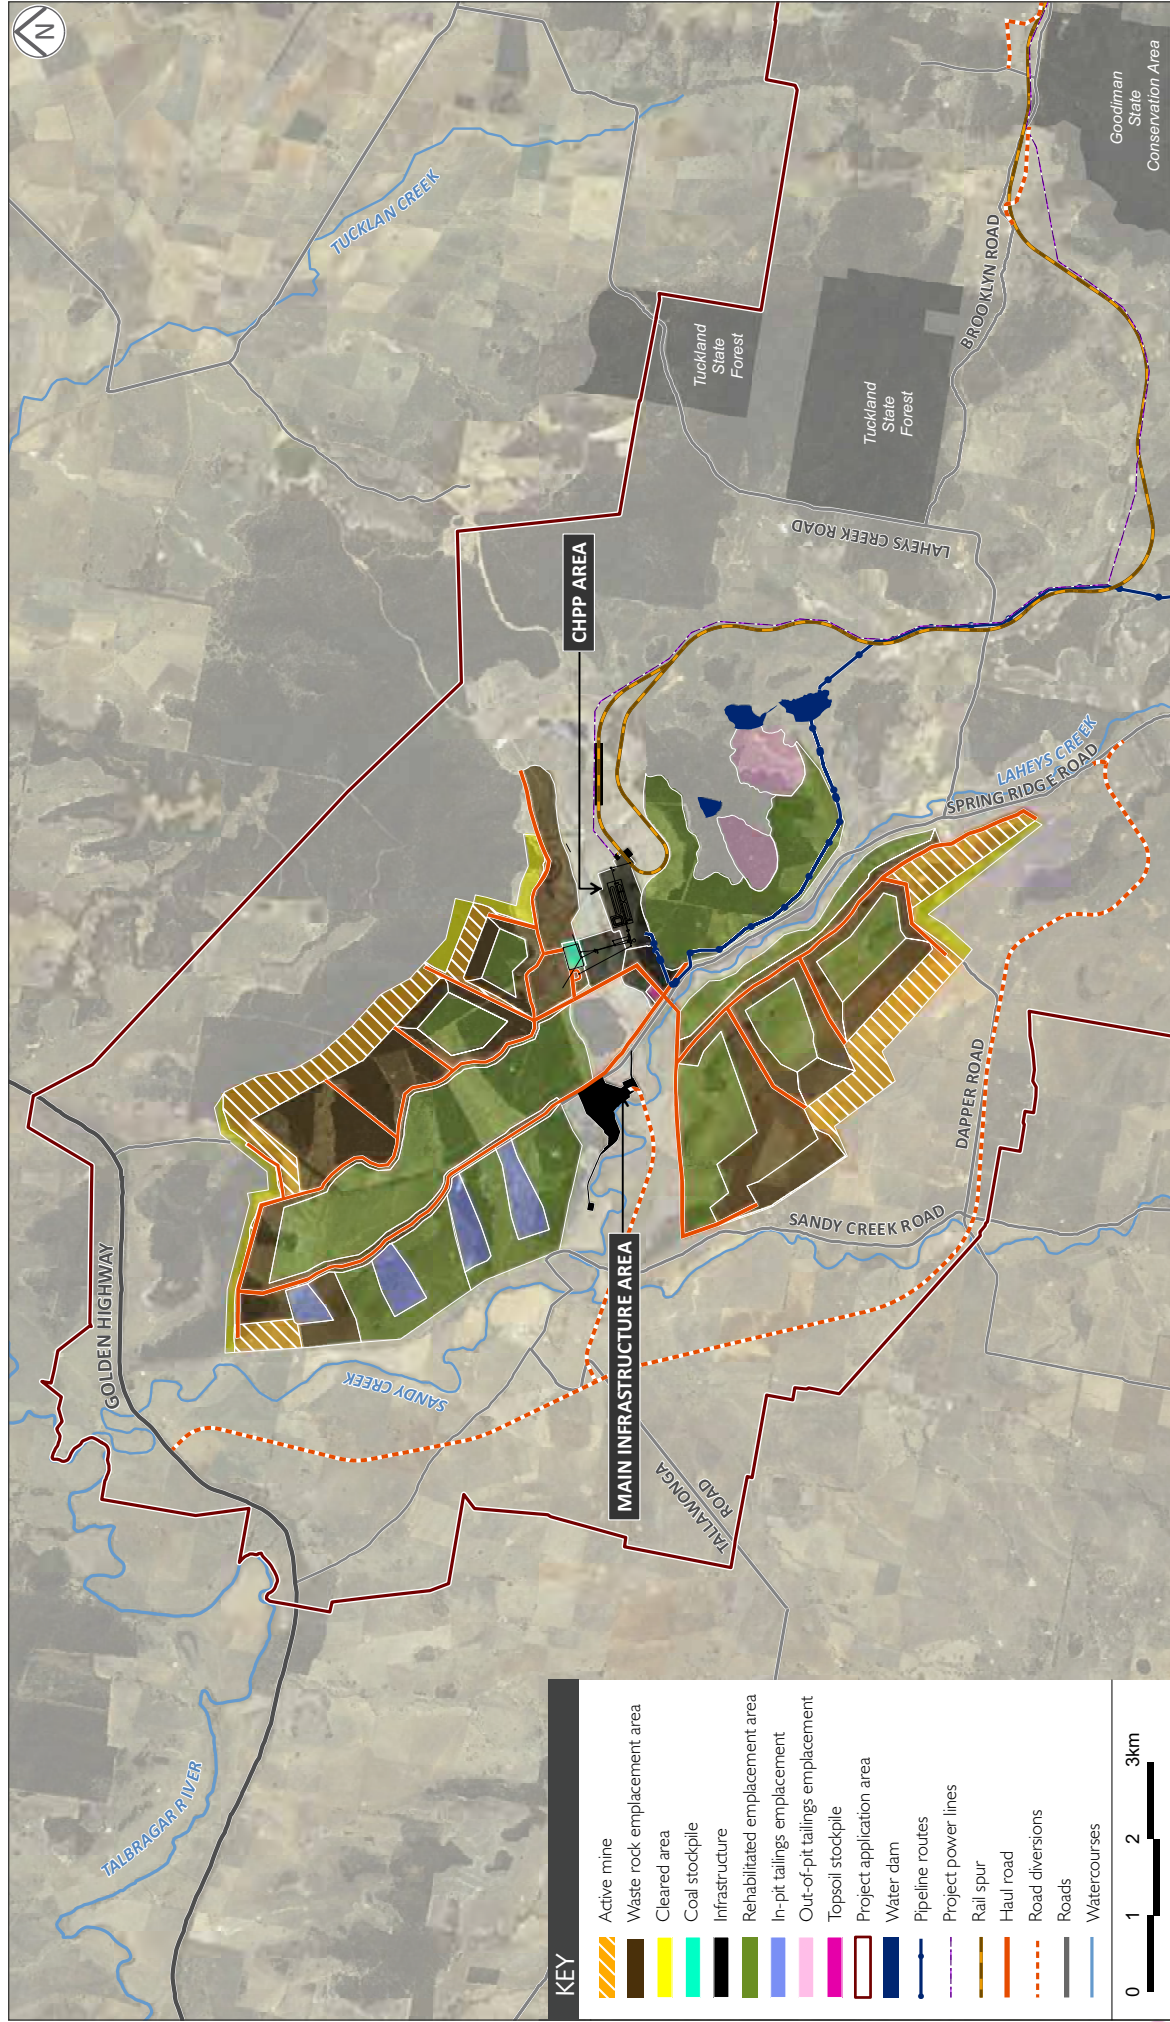 N
TUCKLAN CREEK
Goodiman
State
Conservation Area
BROOKLYN ROAD
Tuckland
State
Forest
Tuckland
State
Forest
LAHEYS CREEK ROAD
CHPP AREA
LAHEYS CREEK
SPRING RIDGE ROAD
DAPPER ROAD
SANDY CREEK ROAD
MAIN INFRASTRUCTURE AREA
GOLDEN HIGHWAY
SANDY CREEK
TALLAWONGA
ROAD
TALBRAGAR RIVER
KEY
Active mine
Waste rock emplacement area
Cleared area
Coal stockpile
Infrastructure
Rehabilitated emplacement area
In-pit tailings emplacement
Out-of-pit tailings emplacement
Topsoil stockpile
Project application area
Water dam
Pipeline routes
Project power lines
Rail spur
Haul road
Road diversions
Roads
Watercourses
0 1 2 3km